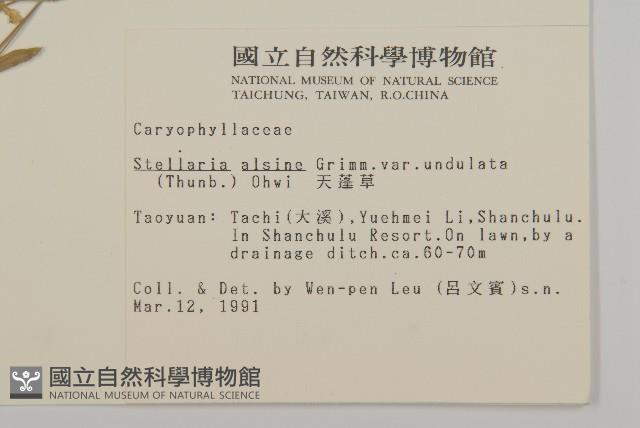 國立自然科學博物館
NATIONAL MUSEUM OF NATURAL SCIENCE
TAICHUNG, TAIWAN, R.O.CHINA
Caryophyllaceae
Stellaria alsine Grimm.var.undulata
(Thunb.) Ohwi 天蓬草
Taoyuan: Tachi(大溪),Yuehmei Li,Shanchulu.
In Shanchulu Resort.On lawn,by a
drainage ditch.ca.60-70m
Coll. & Det. by Wen-pen Leu (呂文賓)s.n.
Mar.12, 1991
國立自然科學博物館
NATIONAL MUSEUM OF NATURAL SCIENCE